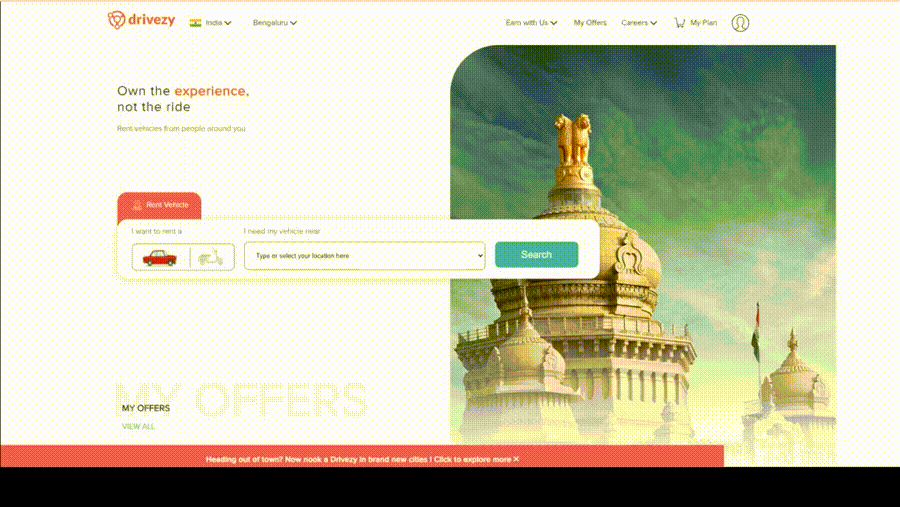 drivezy
India
Bengaluru
Earn with Us
My Offers
Careers
My Plan
Own the experience,
not the ride
Rent vehicles from people around you
Rent Vehicle
I want to rent a
I need my vehicle near
Type or select your location here
Search
MY OFFERS
MY OFFERS
VIEW ALL
Heading out of town? Now nook a Drivezy in brand new cities ! Click to explore more ✕